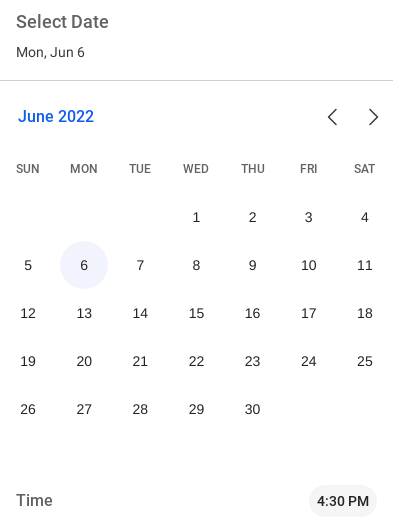 Select Date
Mon, Jun 6
June 2022
SUN MON TUE WED THU FRI SAT
1 2 3 4
5 6 7 8 9 10 11
12 13 14 15 16 17 18
19 20 21 22 23 24 25
26 27 28 29 30
Time 4:30 PM